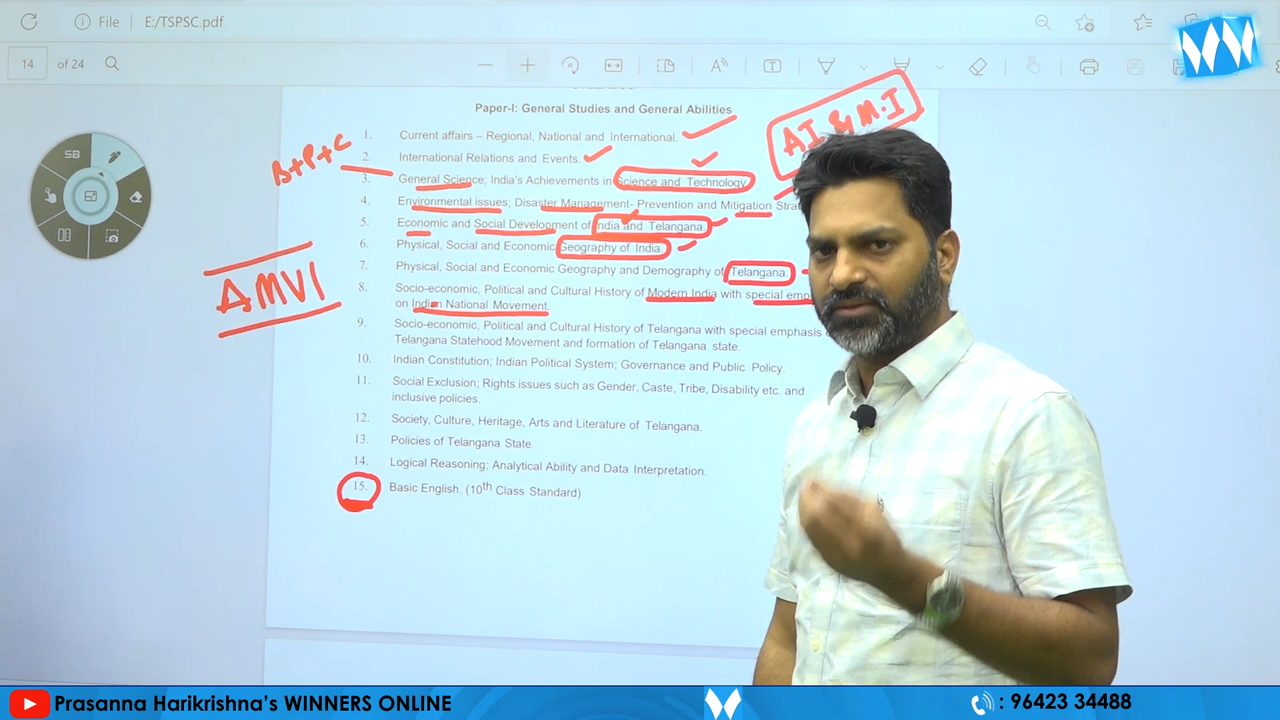 File
E:/TSPSC.pdf
14 of 24
Paper-I: General Studies and General Abilities
AI & M.I
1. Current affairs – Regional, National and International.
2. International Relations and Events.
B+P+C
3. General Science; India's Achievements in Science and Technology
4. Environmental issues; Disaster Management- Prevention and Mitigation
5. Economic and Social Development of India and Telangana.
6. Physical, Social and Economic Geography of India.
7. Physical, Social and Economic Geography and Demography of Telangana.
AMVI
8. Socio-economic, Political and Cultural History of Modern India with special
on Indian National Movement.
9. Socio-economic, Political and Cultural History of Telangana with special emphasis
Telangana Statehood Movement and formation of Telangana state.
10. Indian Constitution; Indian Political System; Governance and Public Policy.
11. Social Exclusion; Rights issues such as Gender, Caste, Tribe, Disability etc. and
inclusive policies.
12. Society, Culture, Heritage, Arts and Literature of Telangana.
13. Policies of Telangana State.
14. Logical Reasoning; Analytical Ability and Data Interpretation.
15. Basic English. (10th Class Standard)
SB
Prasanna Harikrishna's WINNERS ONLINE
: 96423 34488